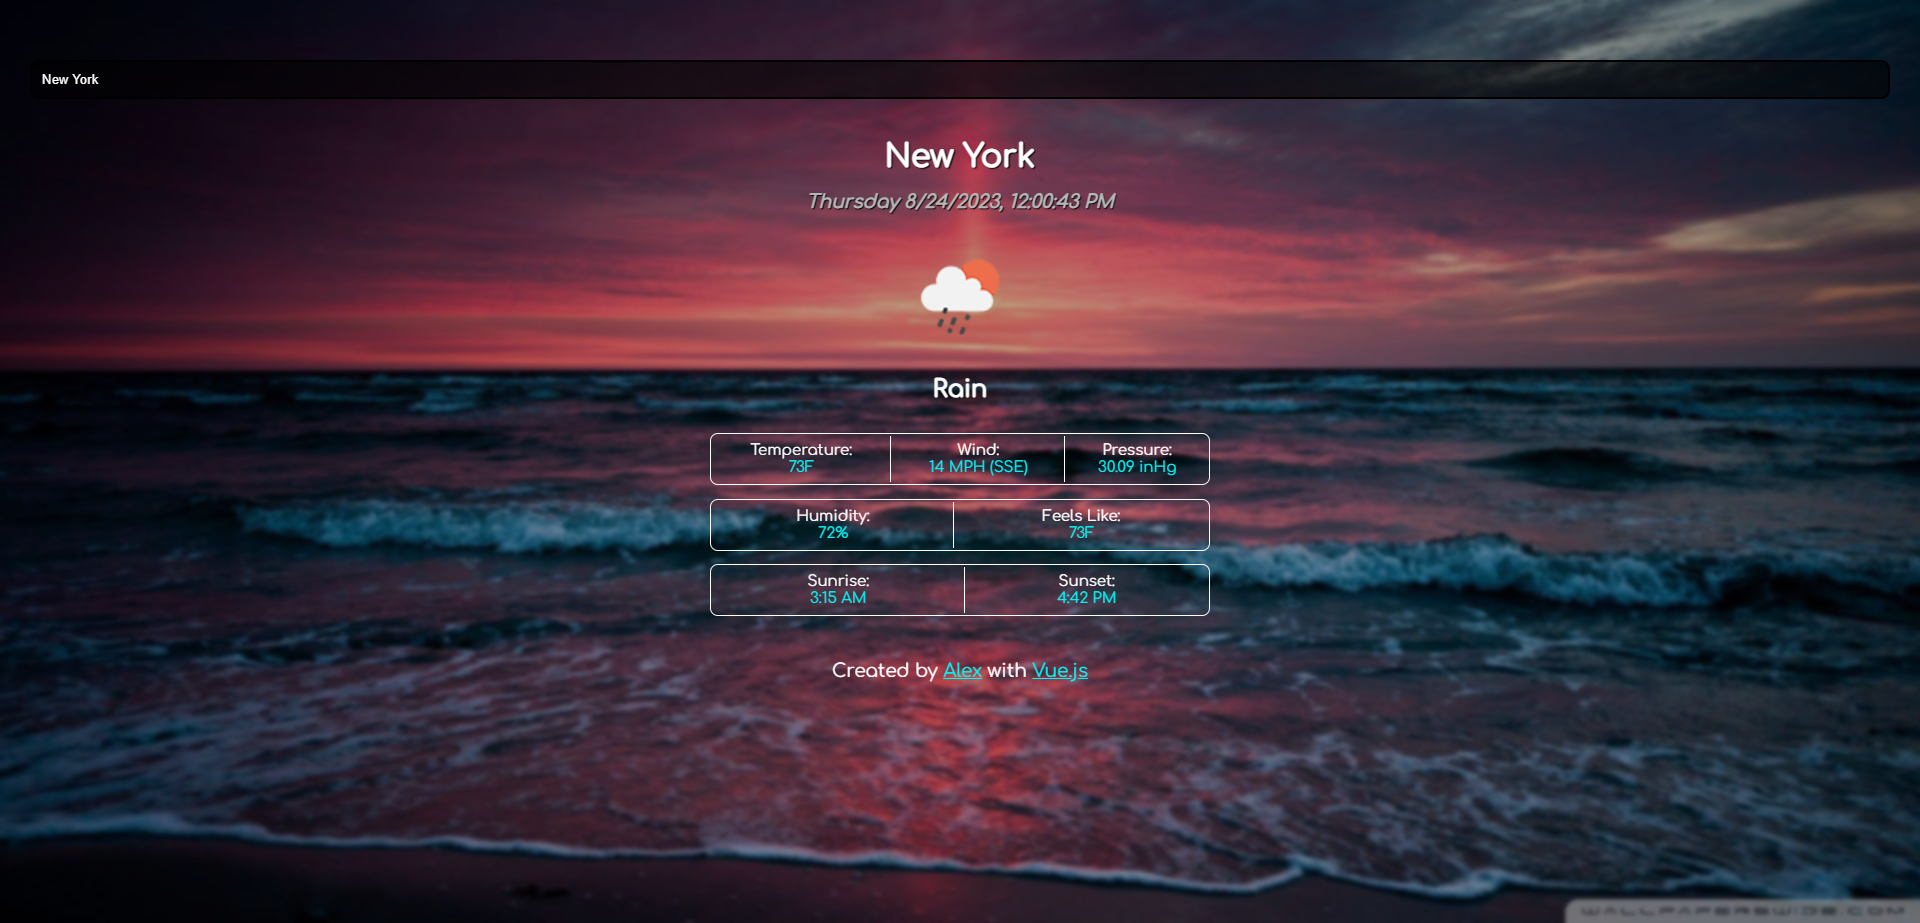 New York
New York
Thursday 8/24/2023, 12:00:43 PM
Rain
Temperature: Wind: Pressure:
73F 14 MPH (SSE) 30.09 inHg
Humidity: Feels Like:
72% 73F
Sunrise: Sunset:
3:15 AM 4:42 PM
Created by Alex with Vue.js
WALLPAPERSWIDE.COM